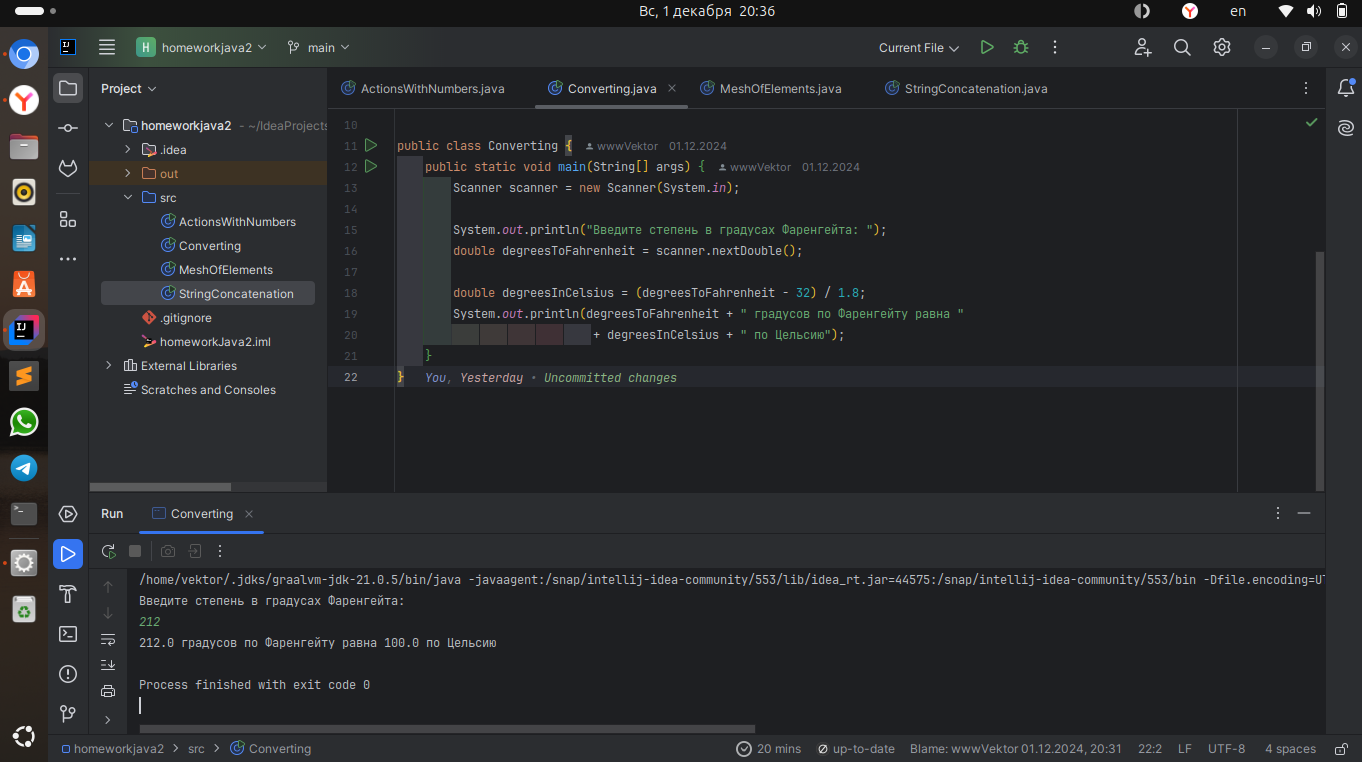 Вс, 1 декабря 20:36
en
H homeworkjava2
main
Current File
Project
ActionsWithNumbers.java
Converting.java
MeshOfElements.java
StringConcatenation.java
homeworkjava2 - ~/IdeaProjects
.idea
out
src
ActionsWithNumbers
Converting
MeshOfElements
StringConcatenation
.gitignore
homeworkJava2.iml
External Libraries
Scratches and Consoles
10
11 public class Converting { wwwVektor 01.12.2024
12 public static void main(String[] args) { wwwVektor 01.12.2024
13 Scanner scanner = new Scanner(System.in);
14
15 System.out.println("Введите степень в градусах Фаренгейта: ");
16 double degreesToFahrenheit = scanner.nextDouble();
17
18 double degreesInCelsius = (degreesToFahrenheit - 32) / 1.8;
19 System.out.println(degreesToFahrenheit + " градусов по Фаренгейту равна "
20 + degreesInCelsius + " по Цельсию");
21 }
22 } You, Yesterday • Uncommitted changes
Run
Converting
/home/vektor/.jdks/graalvm-jdk-21.0.5/bin/java -javaagent:/snap/intellij-idea-community/553/lib/idea_rt.jar=44575:/snap/intellij-idea-community/553/bin -Dfile.encoding=UT
Введите степень в градусах Фаренгейта:
212
212.0 градусов по Фаренгейту равна 100.0 по Цельсию
Process finished with exit code 0
homeworkjava2 > src > Converting
20 mins
up-to-date
Blame: wwwVektor 01.12.2024, 20:31
22:2
LF
UTF-8
4 spaces